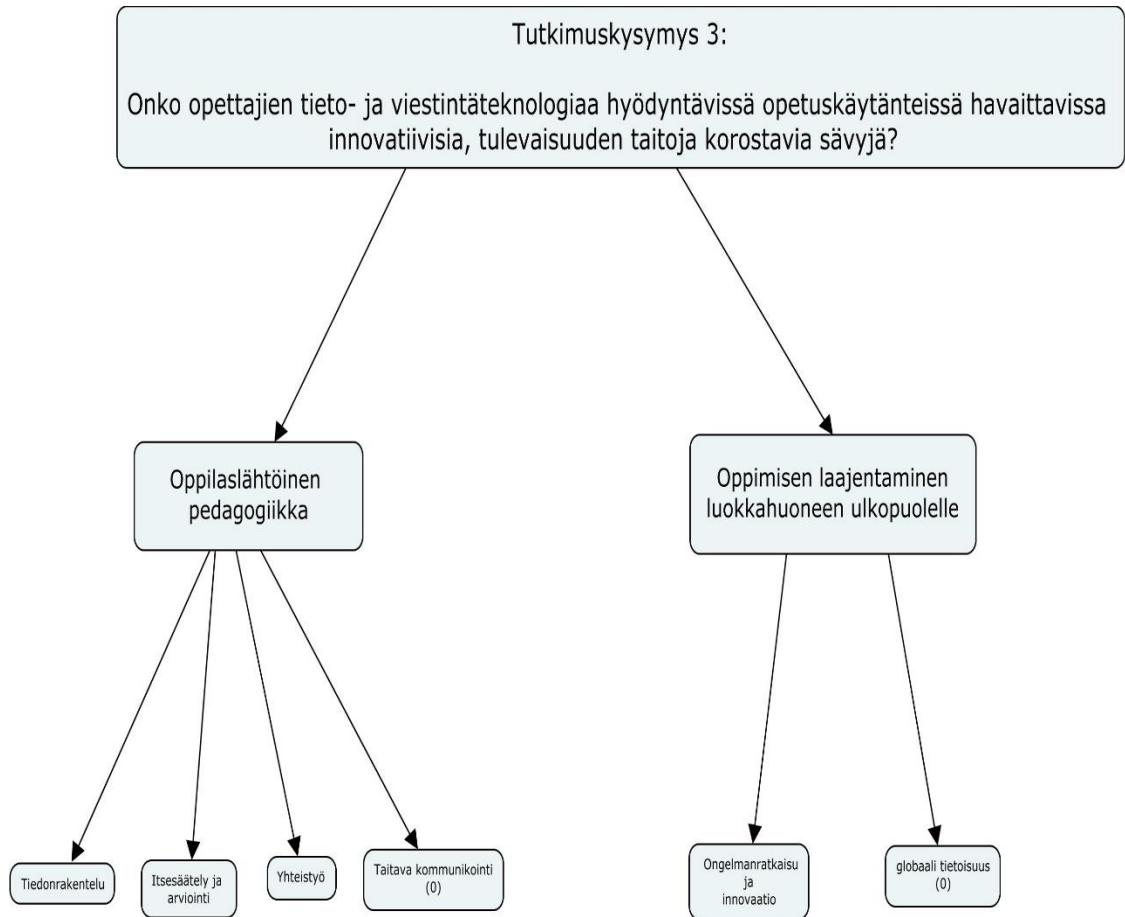 Tutkimuskysymys 3:
Onko opettajien tieto- ja viestintäteknologiaa hyödyntävissä opetuskäytänteissä havaittavissa
innovatiivisia, tulevaisuuden taitoja korostavia sävyjä?
Oppilaslähtöinen
pedagogiikka
Oppimisen laajentaminen
luokkahuoneen ulkopuolelle
Tiedonrakentelu
Itsesäätely ja
arviointi
Yhteistyö
Taitava kommunikointi
(0)
Ongelmanratkaisu
ja
innovaatio
globaali tietoisuus
(0)